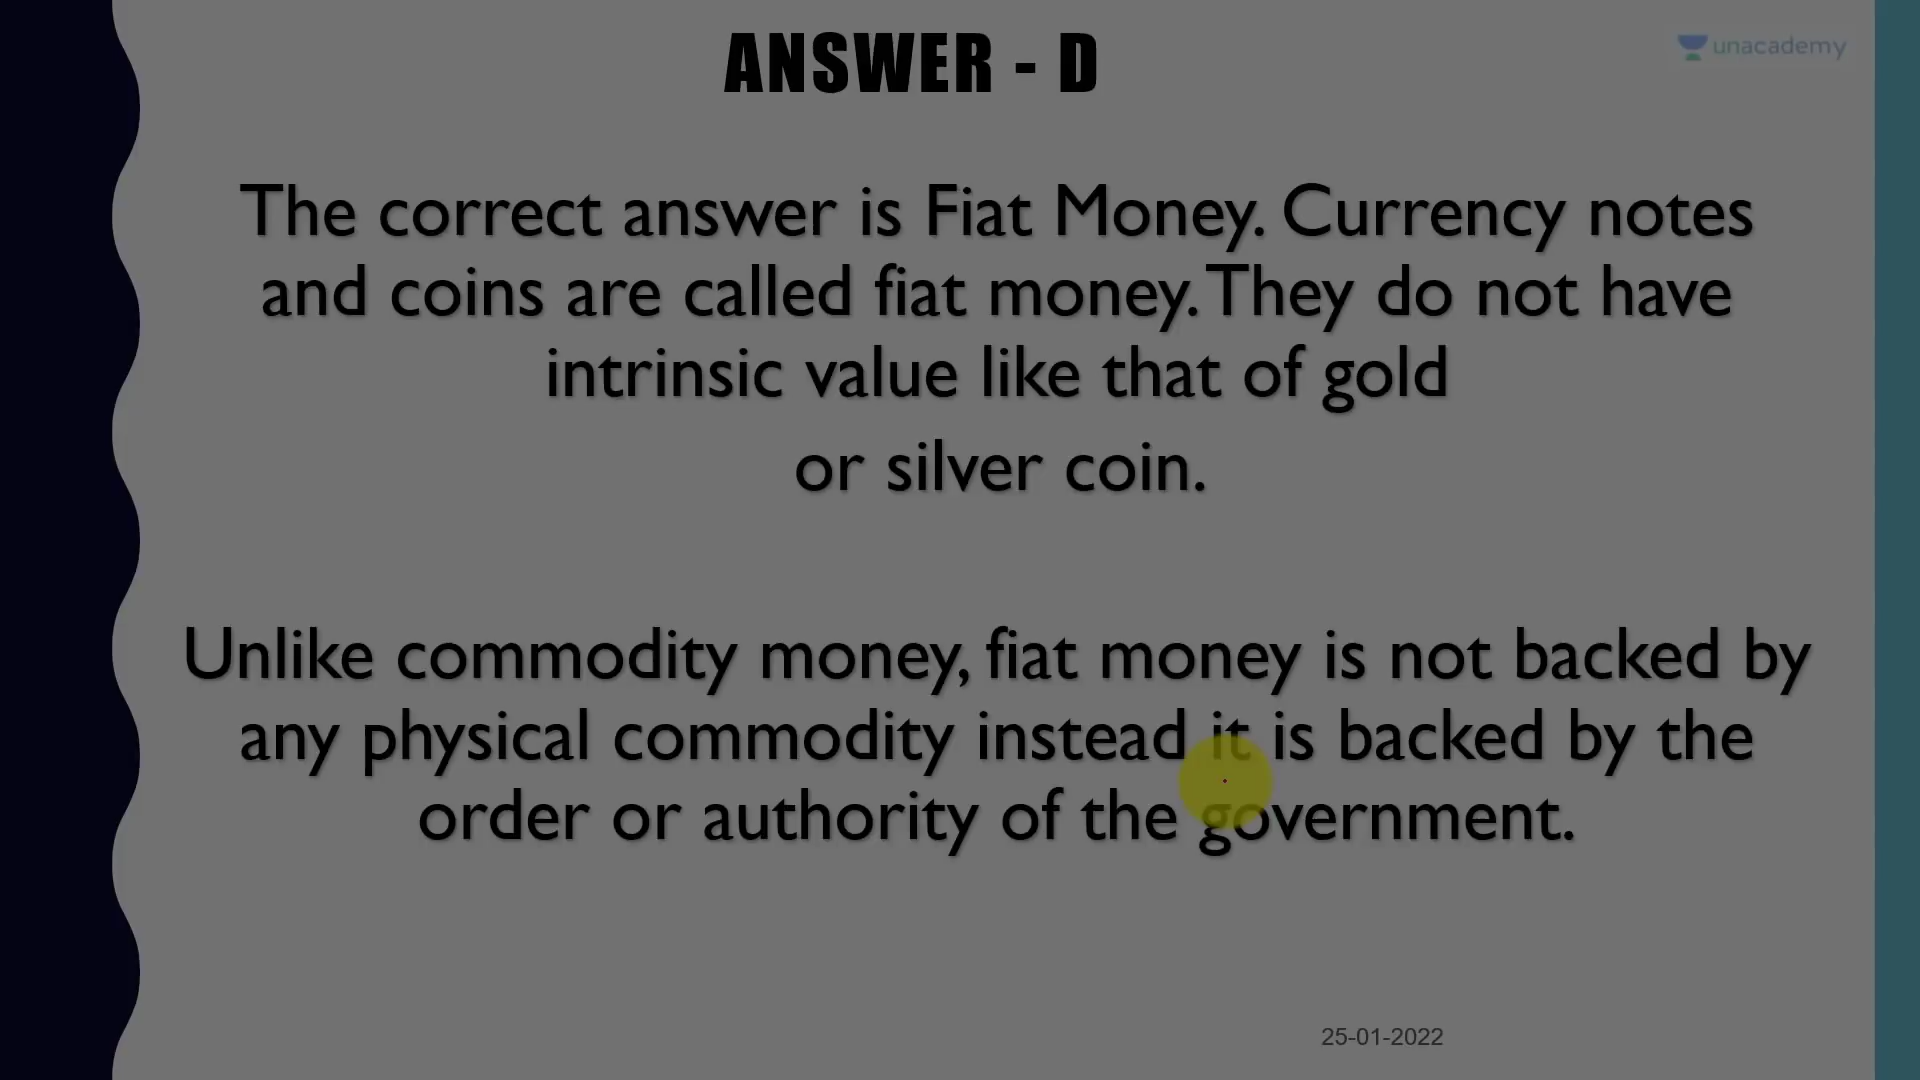 ANSWER - D
unacademy
The correct answer is Fiat Money. Currency notes
and coins are called fiat money. They do not have
intrinsic value like that of gold
or silver coin.
Unlike commodity money, fiat money is not backed by
any physical commodity instead it is backed by the
order or authority of the government.
25-01-2022